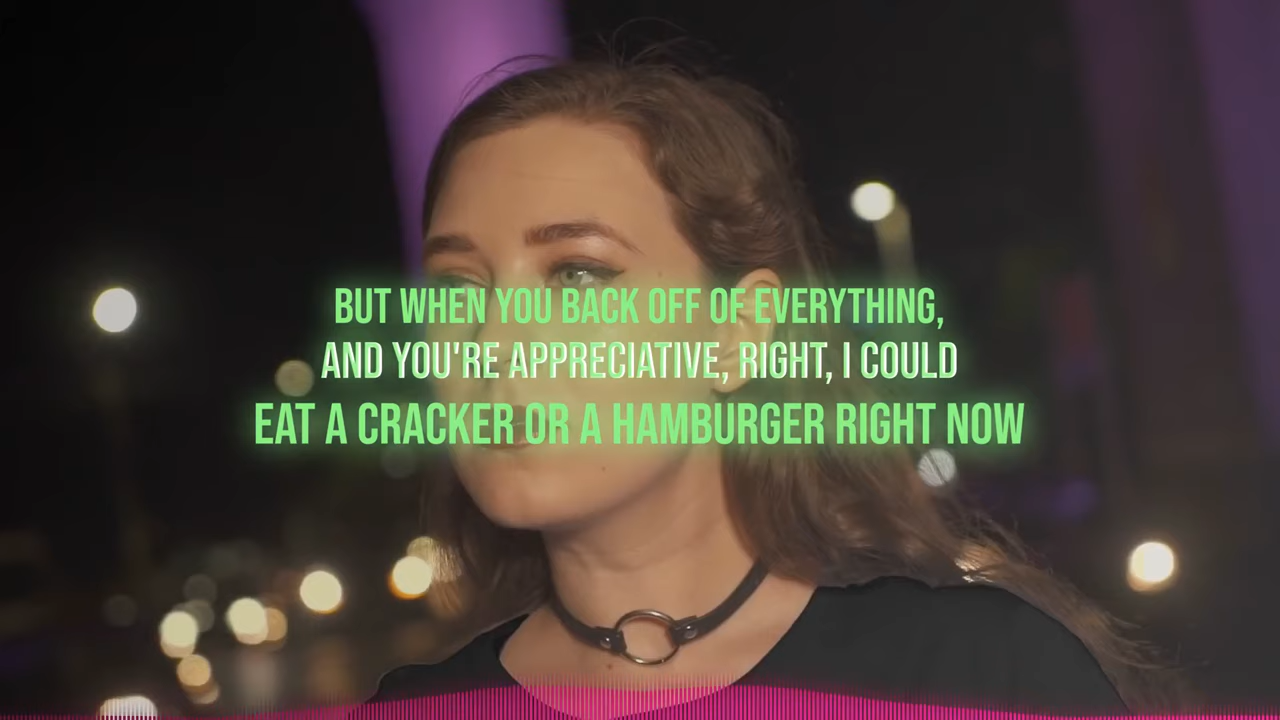 BUT WHEN YOU BACK OFF OF EVERYTHING,
AND YOU'RE APPRECIATIVE, RIGHT, I COULD
EAT A CRACKER OR A HAMBURGER RIGHT NOW